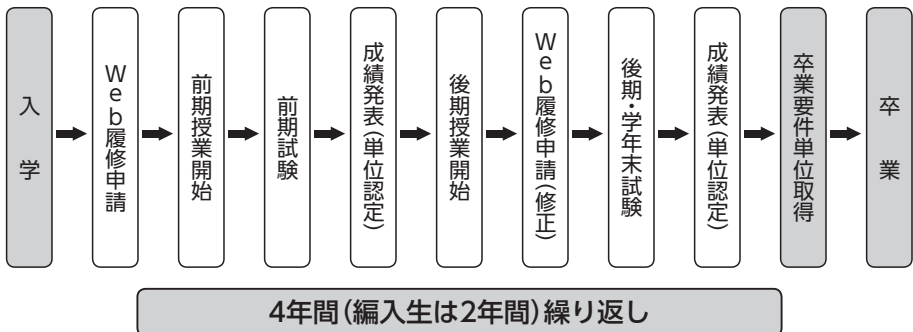 入学
Web履修申請
前期授業開始
前期試験
成績発表(単位認定)
後期授業開始
Web履修申請(修正)
後期・学年末試験
成績発表(単位認定)
卒業要件単位取得
卒業
4年間(編入生は2年間)繰り返し